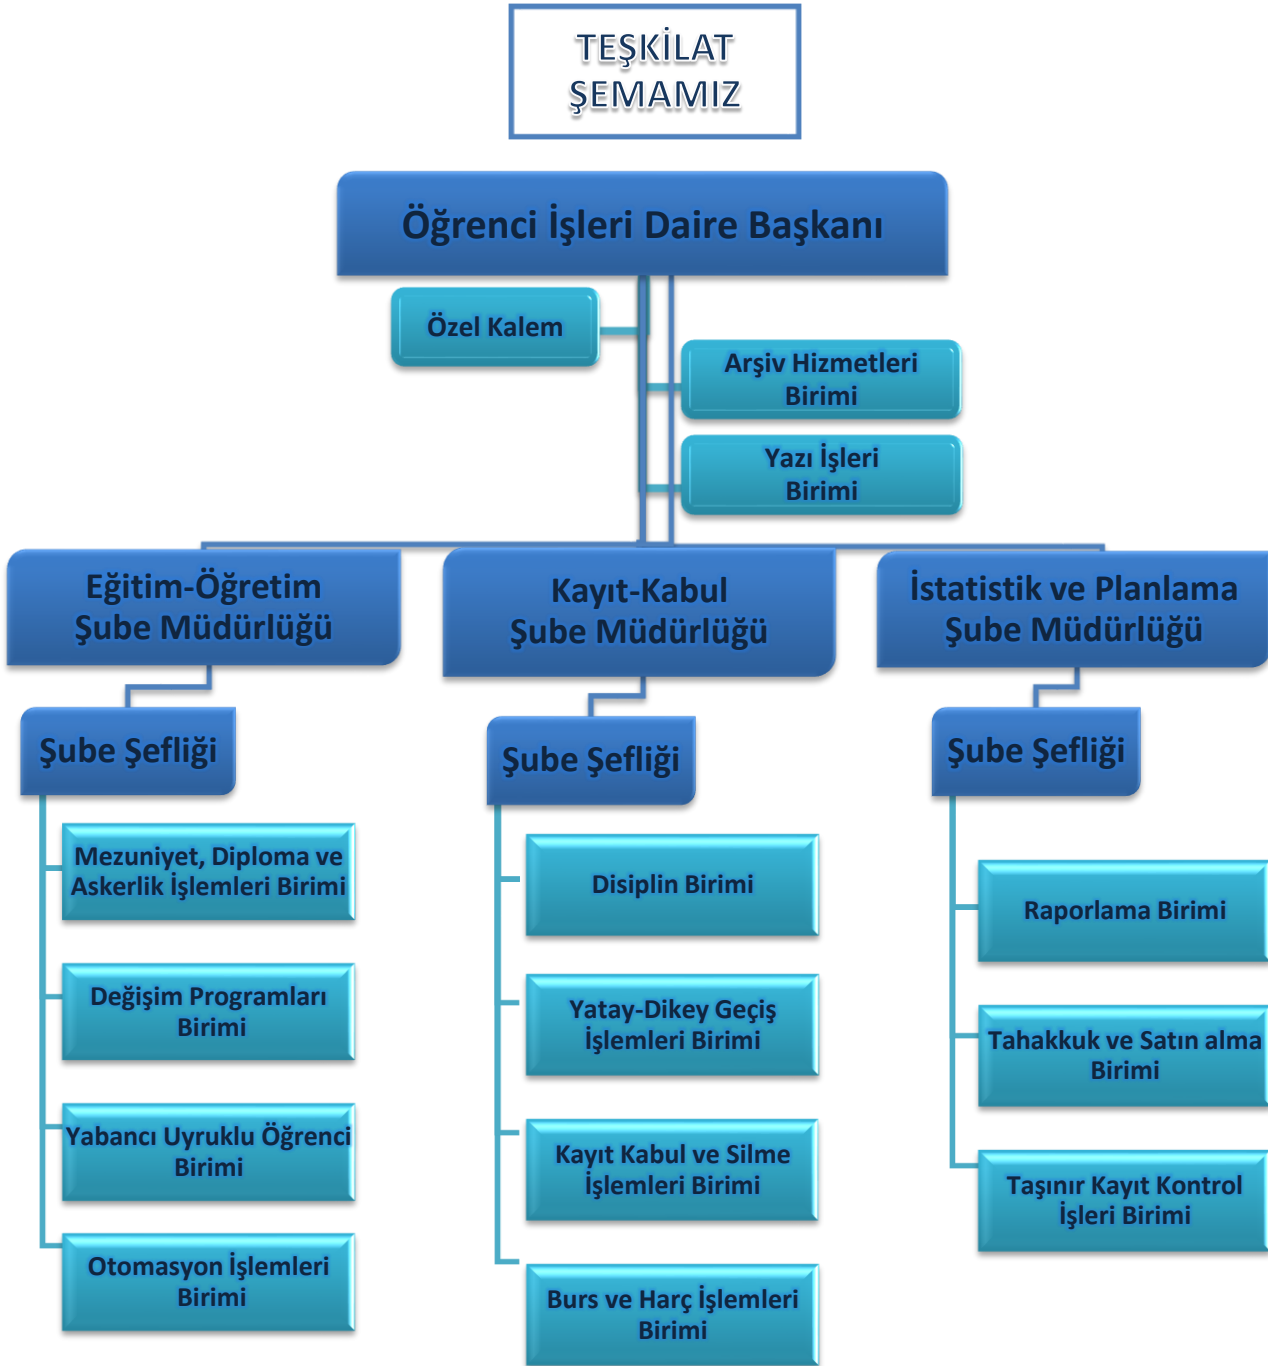 TEŞKİLAT
ŞEMAMIZ
Öğrenci İşleri Daire Başkanı
Özel Kalem
Arşiv Hizmetleri
Birimi
Yazı İşleri
Birimi
Eğitim-Öğretim
Şube Müdürlüğü
Kayıt-Kabul
Şube Müdürlüğü
İstatistik ve Planlama
Şube Müdürlüğü
Şube Şefliği
Şube Şefliği
Şube Şefliği
Mezuniyet, Diploma ve
Askerlik İşlemleri Birimi
Değişim Programları
Birimi
Yabancı Uyruklu Öğrenci
Birimi
Otomasyon İşlemleri
Birimi
Disiplin Birimi
Yatay-Dikey Geçiş
İşlemleri Birimi
Kayıt Kabul ve Silme
İşlemleri Birimi
Burs ve Harç İşlemleri
Birimi
Raporlama Birimi
Tahakkuk ve Satın alma
Birimi
Taşınır Kayıt Kontrol
İşleri Birimi